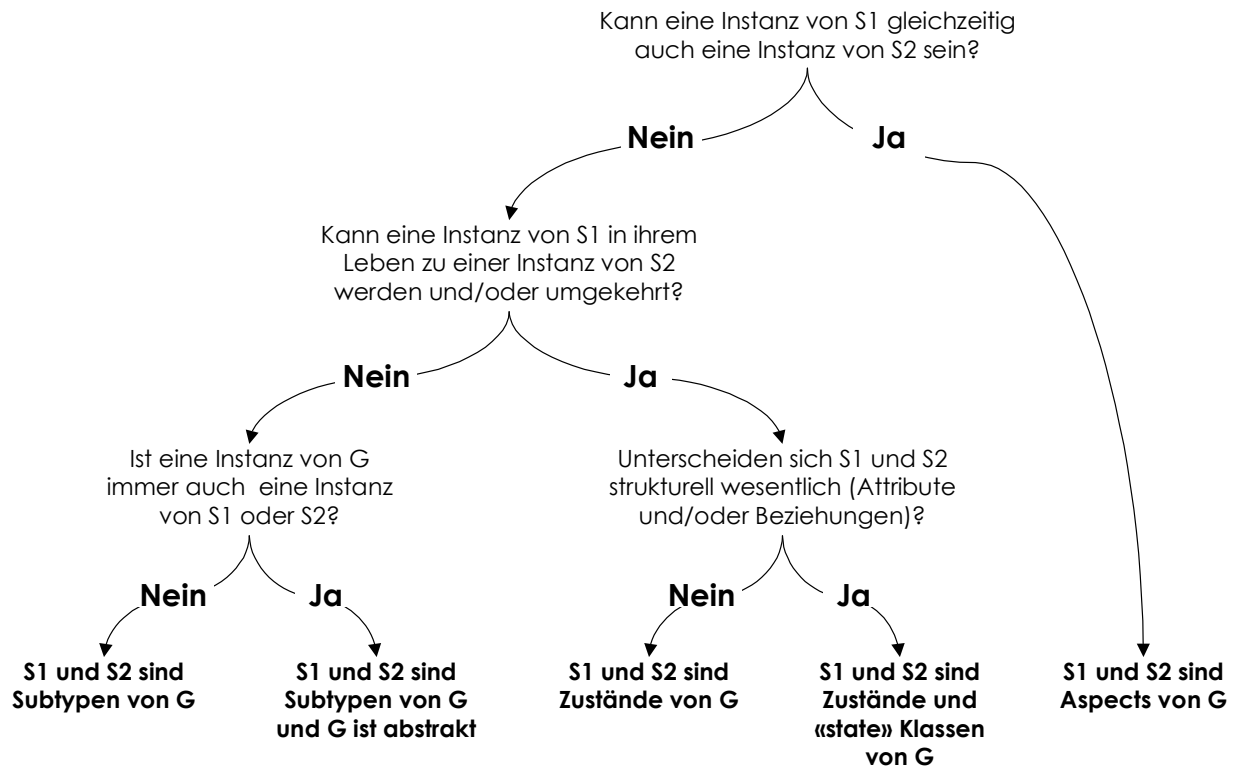 Kann eine Instanz von S1 gleichzeitig
auch eine Instanz von S2 sein?
Nein
Ja
Kann eine Instanz von S1 in ihrem
Leben zu einer Instanz von S2
werden und/oder umgekehrt?
Nein
Ja
Ist eine Instanz von G
immer auch eine Instanz
von S1 oder S2?
Unterscheiden sich S1 und S2
strukturell wesentlich (Attribute
und/oder Beziehungen)?
Nein
Ja
Nein
Ja
S1 und S2 sind
Subtypen von G
S1 und S2 sind
Subtypen von G
und G ist abstrakt
S1 und S2 sind
Zustände von G
S1 und S2 sind
Zustände und
«state» Klassen
von G
S1 und S2 sind
Aspects von G